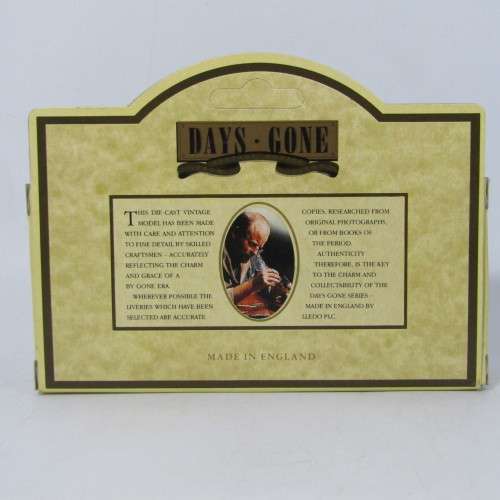 DAYS · GONE
THIS DIE-CAST VINTAGE
MODEL HAS BEEN MADE
WITH CARE AND ATTENTION
TO FINE DETAIL BY SKILLED
CRAFTSMEN – ACCURATELY
REFLECTING THE CHARM
AND GRACE OF A
BY GONE ERA.
WHEREVER POSSIBLE THE
LIVERIES WHICH HAVE BEEN
SELECTED ARE ACCURATE
COPIES, RESEARCHED FROM
ORIGINAL PHOTOGRAPHS,
OR FROM BOOKS OF
THE PERIOD.
AUTHENTICITY
THEREFORE, IS THE KEY
TO THE CHARM AND
COLLECTABILITY OF THE
DAYS GONE SERIES –
MADE IN ENGLAND BY
LLEDO PLC.
MADE IN ENGLAND